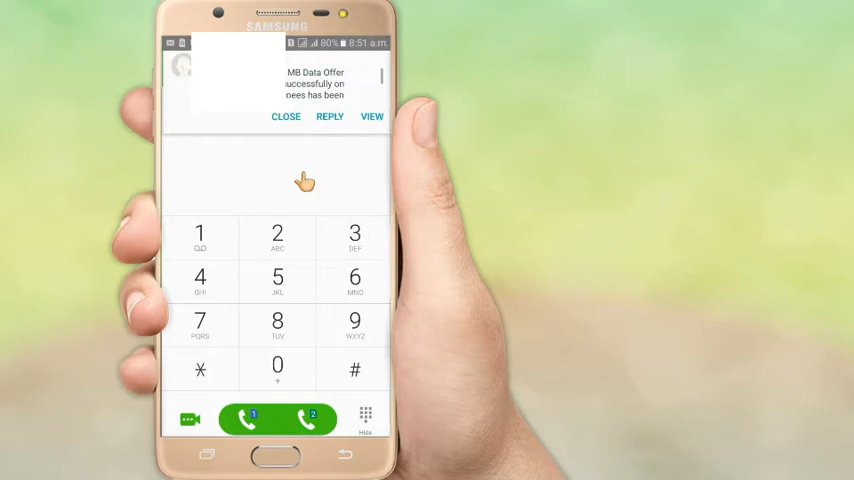 SAMSUNG
80% 8:51 a.m.
MB Data Offer
uccessfully on
pees has been
CLOSE REPLY VIEW
1 2 ABC 3 DEF
4 GHI 5 JKL 6 MNO
7 PQRS 8 TUV 9 WXYZ
* 0 + #
1 2
Hide